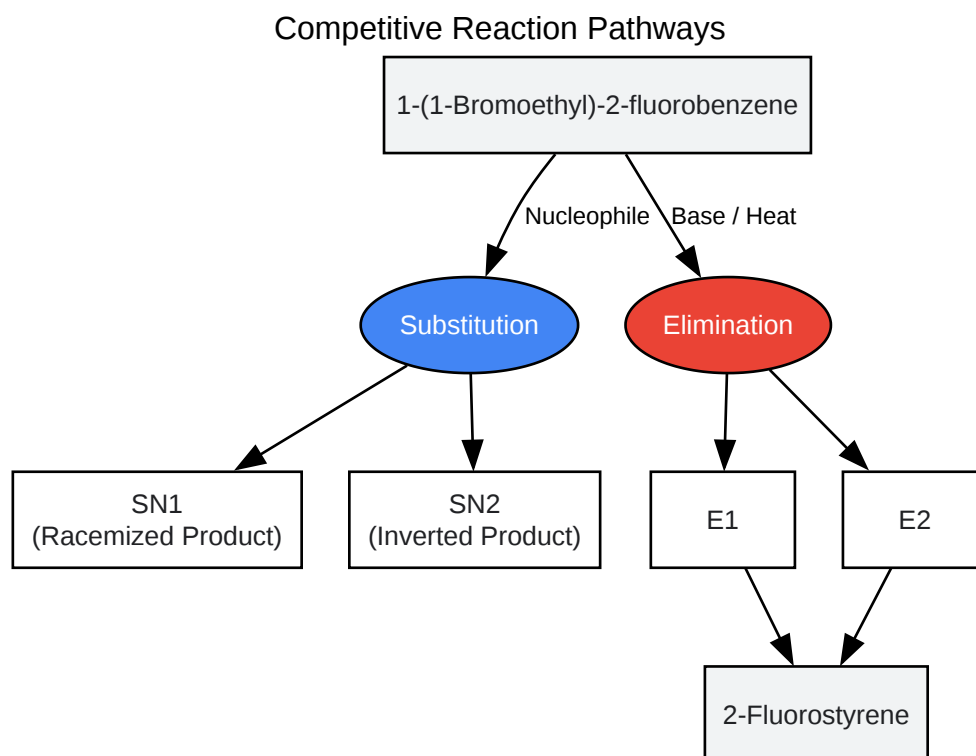 Competitive Reaction Pathways
1-(1-Bromoethyl)-2-fluorobenzene
Nucleophile
Base / Heat
Substitution
Elimination
SN1
(Racemized Product)
SN2
(Inverted Product)
E1
E2
2-Fluorostyrene